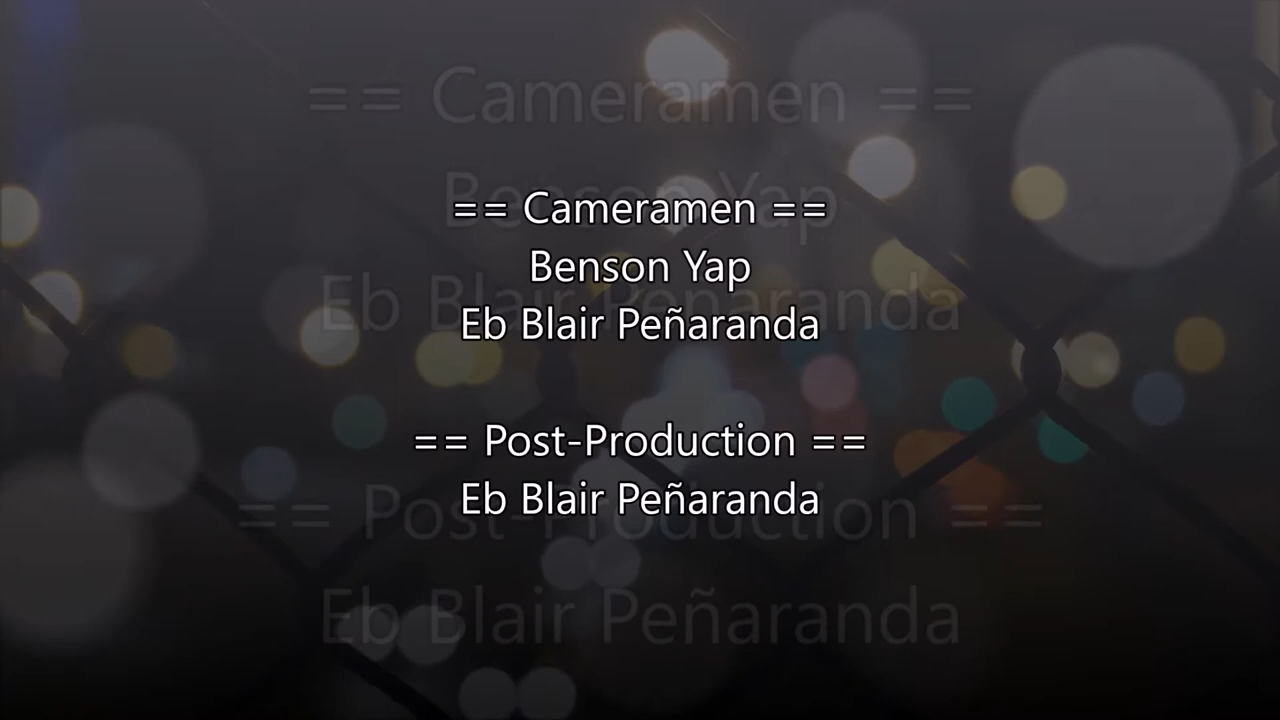 == Cameramen ==
Benson Yap
Eb Blair Peñaranda
== Post-Production ==
Eb Blair Peñaranda